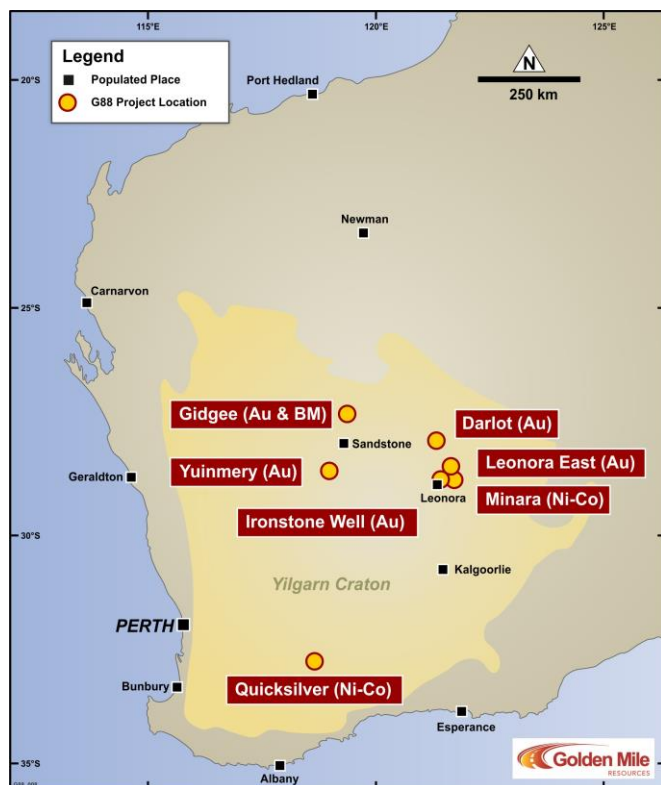 115°E
120°E
125°E
Legend
Populated Place
G88 Project Location
N
250 km
20°S
Port Hedland
Newman
25°S
Carnarvon
Gidgee (Au & BM)
Darlot (Au)
Sandstone
Leonora East (Au)
Yuinmery (Au)
Geraldton
Leonora
Minara (Ni-Co)
Ironstone Well (Au)
30°S
Kalgoorlie
Yilgarn Craton
PERTH
Bunbury
Quicksilver (Ni-Co)
Esperance
35°S
Albany
Golden Mile
RESOURCES